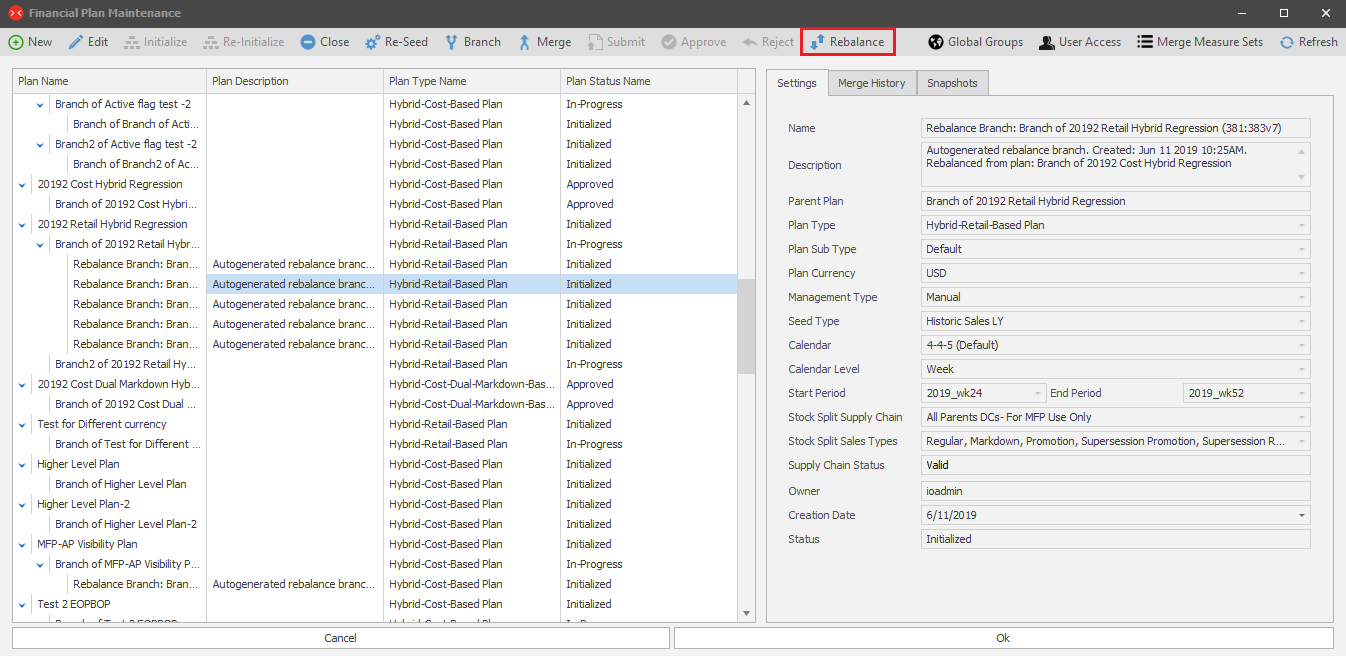 Financial Plan Maintenance
New Edit Initialize Re-Initialize Close Re-Seed Branch Merge Submit Approve Reject Rebalance Global Groups User Access Merge Measure Sets Refresh
Plan Name Plan Description Plan Type Name Plan Status Name
Branch of Active flag test -2 Hybrid-Cost-Based Plan In-Progress
Branch of Branch of Acti... Hybrid-Cost-Based Plan Initialized
Branch2 of Active flag test -2 Hybrid-Cost-Based Plan Initialized
Branch of Branch2 of Ac... Hybrid-Cost-Based Plan Initialized
20192 Cost Hybrid Regression Hybrid-Cost-Based Plan Approved
Branch of 20192 Cost Hybri... Hybrid-Cost-Based Plan Approved
20192 Retail Hybrid Regression Hybrid-Retail-Based Plan Initialized
Branch of 20192 Retail Hybr... Hybrid-Retail-Based Plan In-Progress
Rebalance Branch: Bran... Autogenerated rebalance branc... Hybrid-Retail-Based Plan Initialized
Rebalance Branch: Bran... Autogenerated rebalance branc... Hybrid-Retail-Based Plan Initialized
Rebalance Branch: Bran... Autogenerated rebalance branc... Hybrid-Retail-Based Plan Initialized
Rebalance Branch: Bran... Autogenerated rebalance branc... Hybrid-Retail-Based Plan Initialized
Rebalance Branch: Bran... Autogenerated rebalance branc... Hybrid-Retail-Based Plan Initialized
Branch2 of 20192 Retail Hy... Hybrid-Retail-Based Plan In-Progress
20192 Cost Dual Markdown Hyb... Hybrid-Cost-Dual-Markdown-Bas... Approved
Branch of 20192 Cost Dual ... Hybrid-Cost-Dual-Markdown-Bas... Approved
Test for Different currency Hybrid-Retail-Based Plan Initialized
Branch of Test for Different ... Hybrid-Retail-Based Plan In-Progress
Higher Level Plan Hybrid-Cost-Based Plan Initialized
Branch of Higher Level Plan Hybrid-Cost-Based Plan Initialized
Higher Level Plan-2 Hybrid-Cost-Based Plan Initialized
Branch of Higher Level Plan-2 Hybrid-Cost-Based Plan Initialized
MFP-AP Visibility Plan Hybrid-Cost-Based Plan Initialized
Branch of MFP-AP Visibility P... Hybrid-Cost-Based Plan In-Progress
Rebalance Branch: Bran... Autogenerated rebalance branc... Hybrid-Cost-Based Plan Initialized
Test 2 EOPBOP Hybrid-Cost-Based Plan Initialized
Settings Merge History Snapshots
Name Rebalance Branch: Branch of 20192 Retail Hybrid Regression (381:383v7)
Description Autogenerated rebalance branch. Created: Jun 11 2019 10:25AM.
Rebalanced from plan: Branch of 20192 Cost Hybrid Regression
Parent Plan Branch of 20192 Retail Hybrid Regression
Plan Type Hybrid-Retail-Based Plan
Plan Sub Type Default
Plan Currency USD
Management Type Manual
Seed Type Historic Sales LY
Calendar 4-4-5 (Default)
Calendar Level Week
Start Period 2019_wk24 End Period 2019_wk52
Stock Split Supply Chain All Parents DCs- For MFP Use Only
Stock Split Sales Types Regular, Markdown, Promotion, Supersession Promotion, Supersession R...
Supply Chain Status Valid
Owner ioadmin
Creation Date 6/11/2019
Status Initialized
Cancel Ok